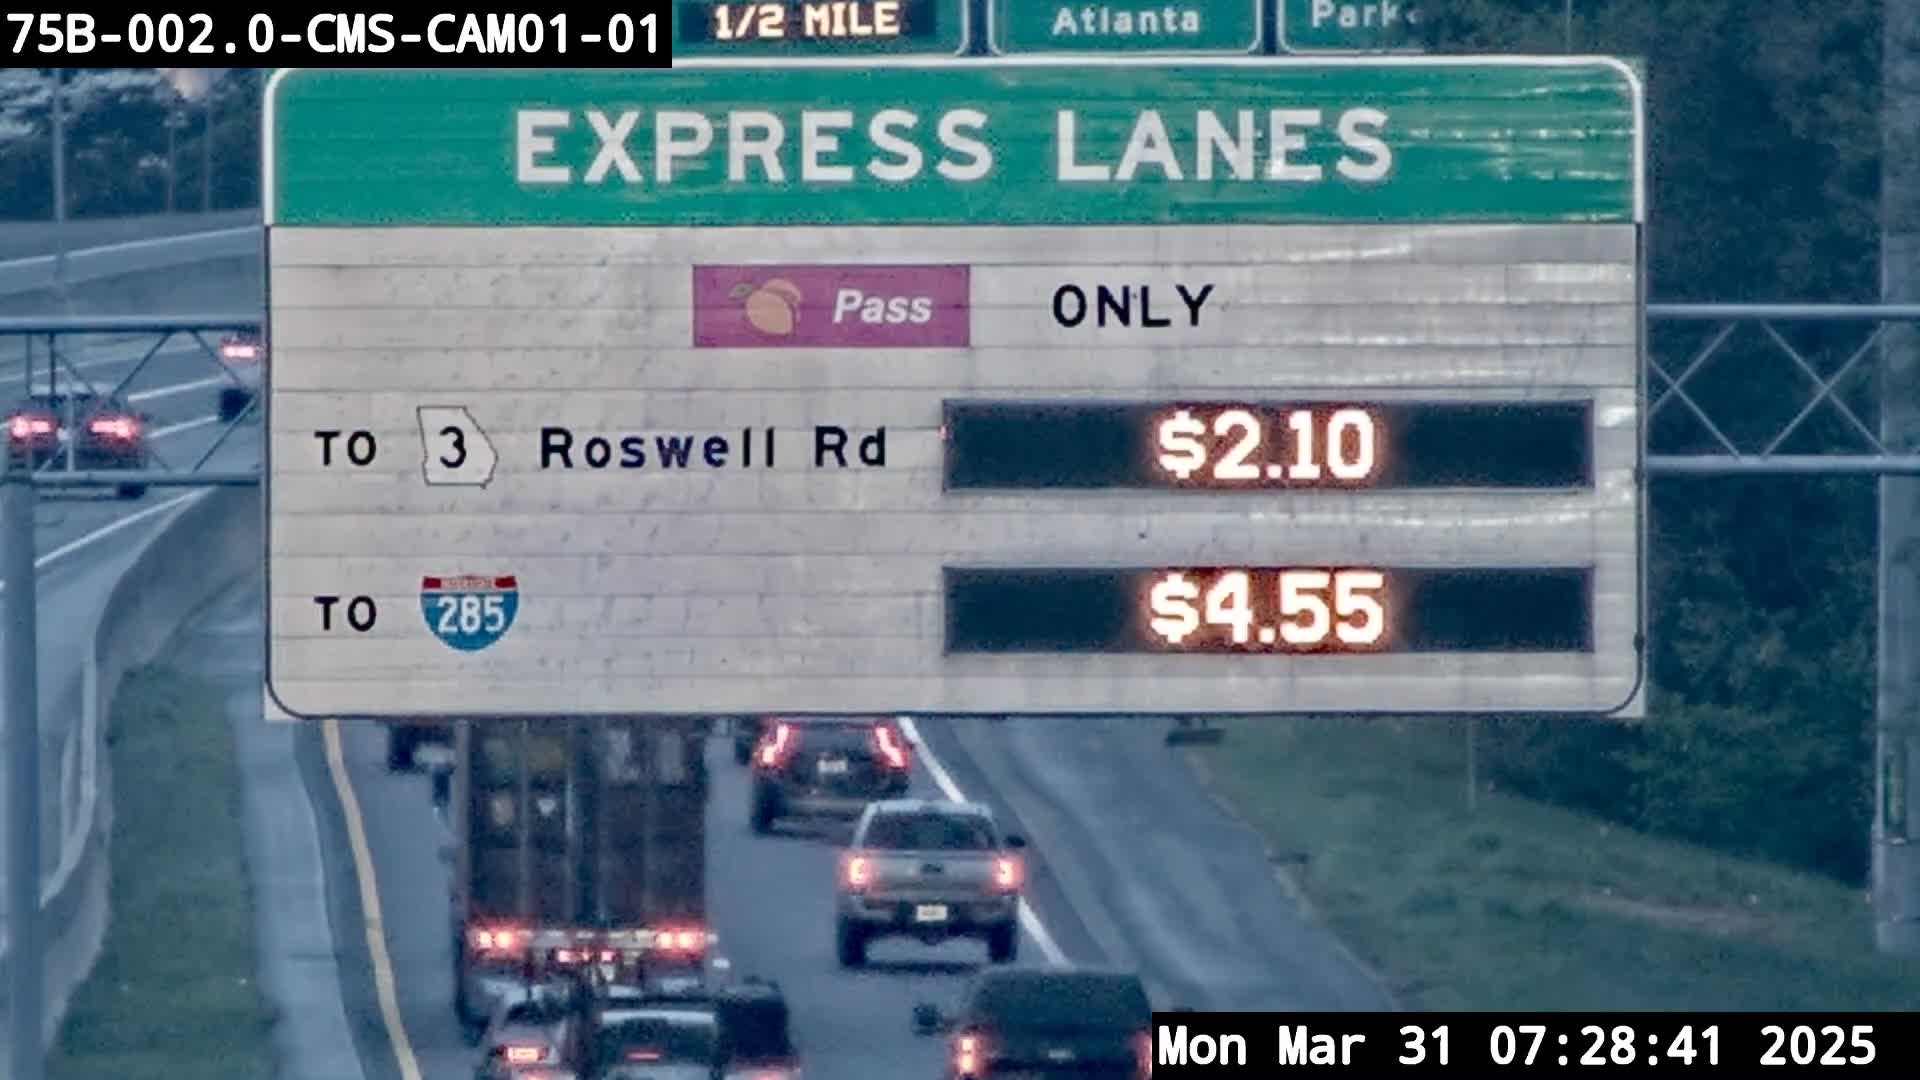 75B-002.0-CMS-CAM01-01
1/2 MILE
Atlanta
EXPRESS LANES
Pass ONLY
TO 3 Roswell Rd $2.10
TO INTERSTATE 285 $4.55
Mon Mar 31 07:28:41 2025